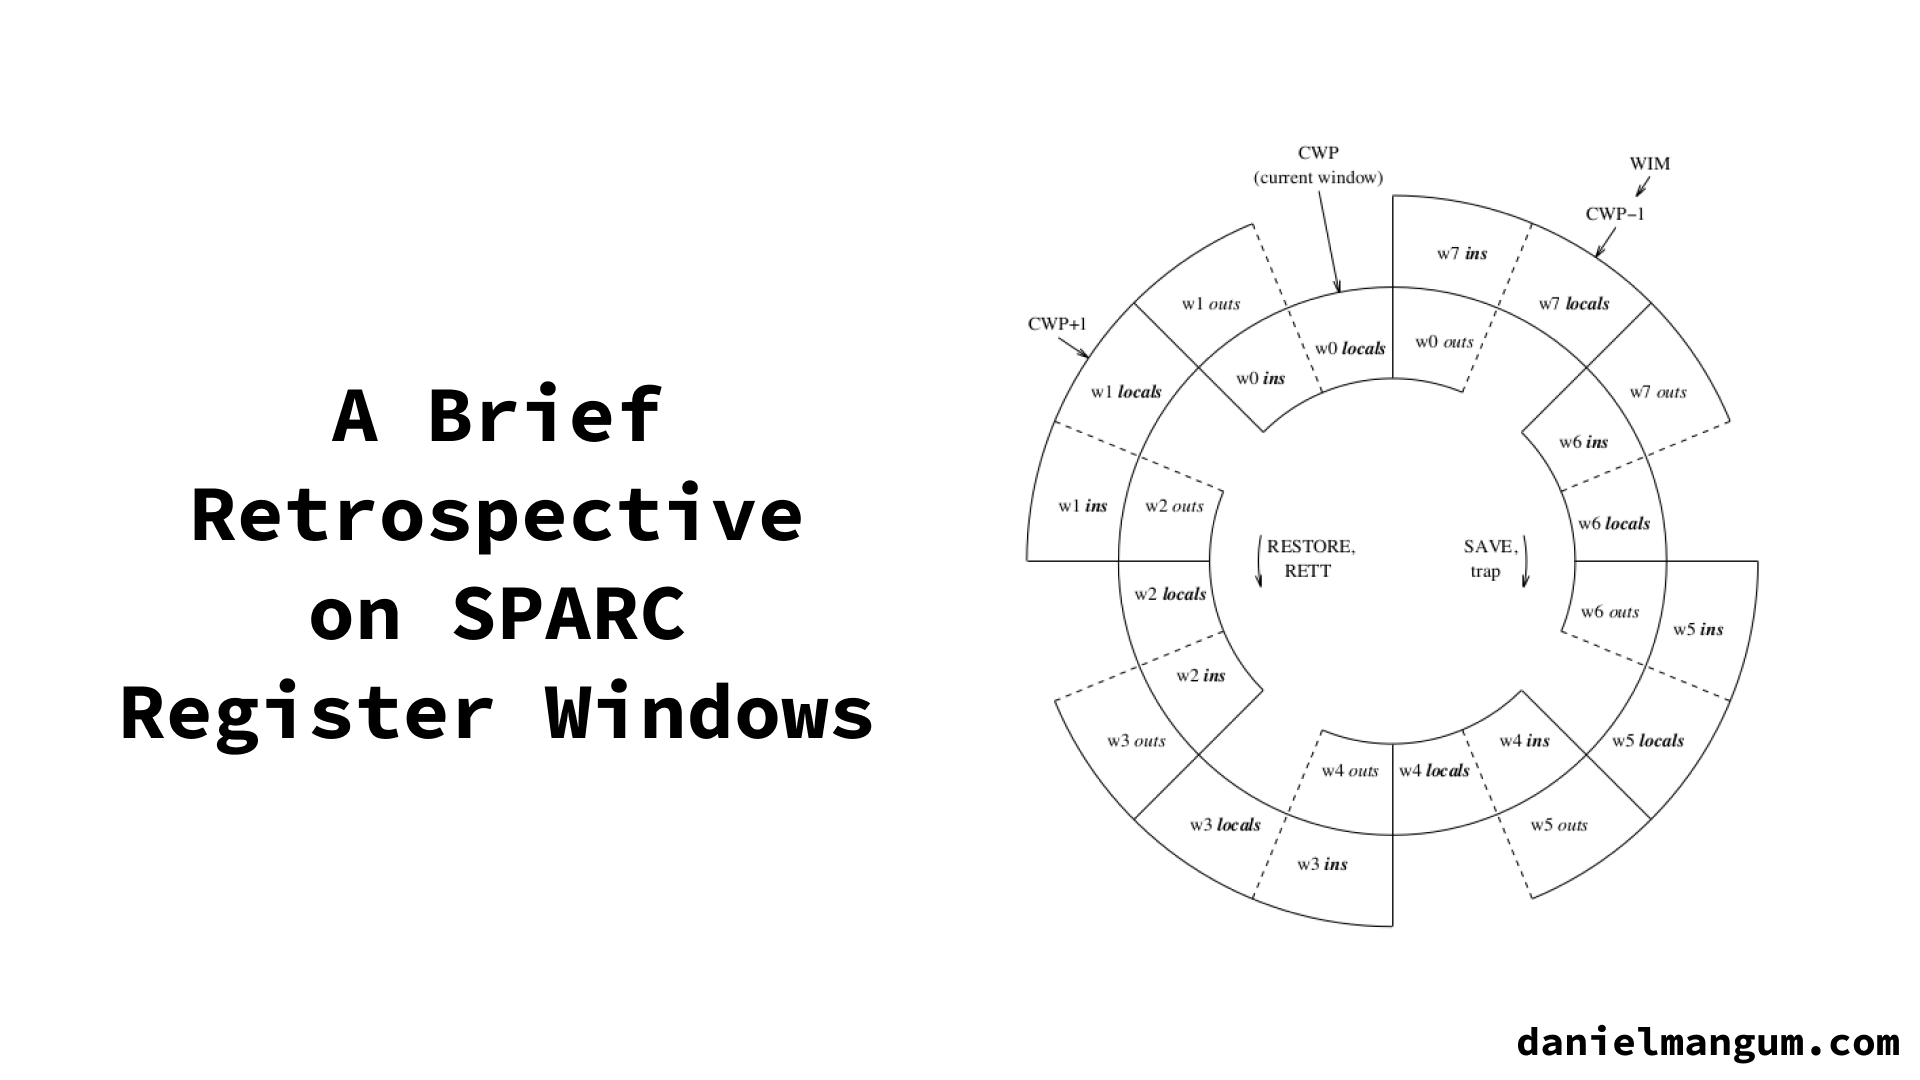 A Brief
Retrospective
on SPARC
Register Windows
CWP
(current window)
WIM
CWP−1
CWP+1
w7 ins
w7 locals
w7 outs
w1 outs
w1 locals
w1 ins
w0 ins
w0 locals
w0 outs
w6 ins
w6 locals
w6 outs
w2 outs
w2 locals
w2 ins
RESTORE,
RETT
SAVE,
trap
w5 ins
w5 locals
w5 outs
w3 outs
w3 locals
w3 ins
w4 outs
w4 locals
w4 ins
danielmangum.com